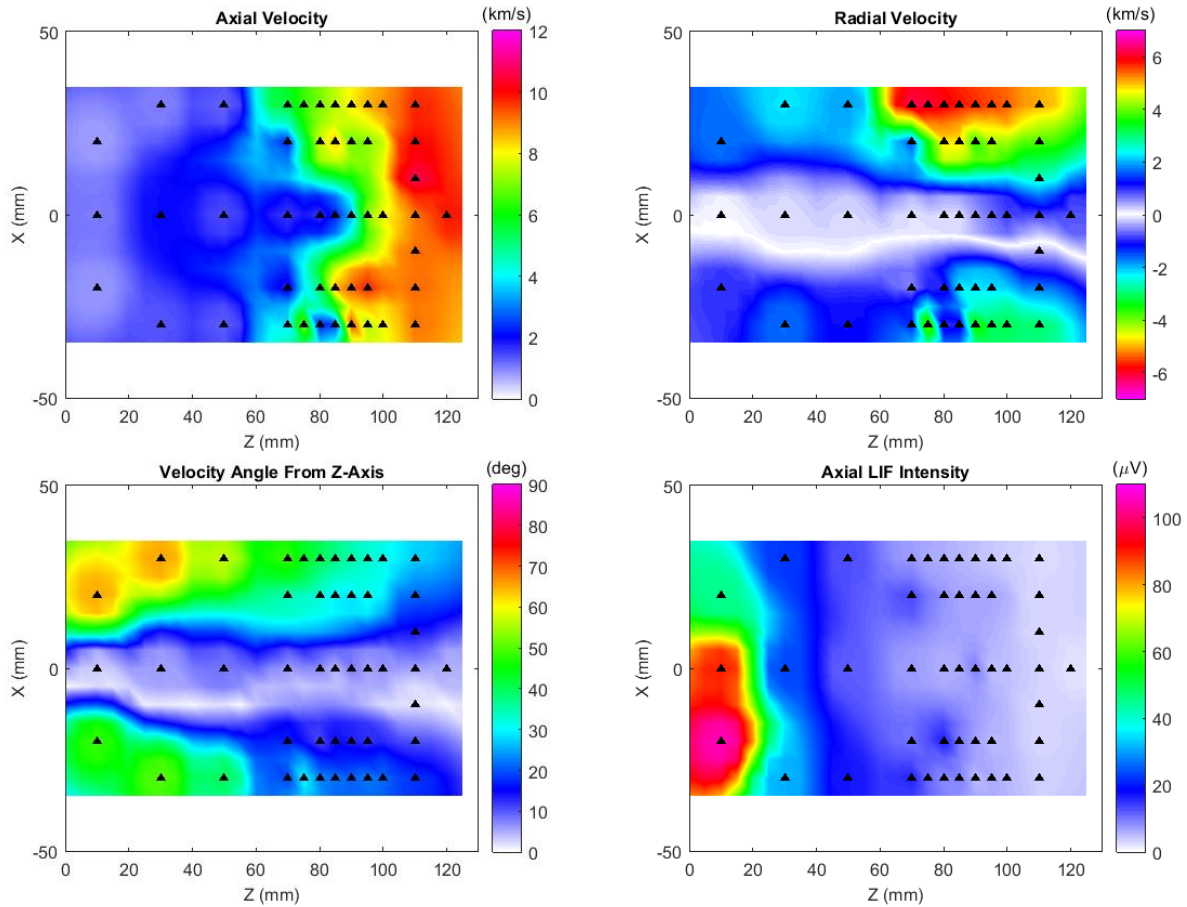 Axial Velocity
(km/s)
50
0
-50
X (mm)
0 20 40 60 80 100 120
Z (mm)
12
10
8
6
4
2
0
Radial Velocity
(km/s)
50
0
-50
X (mm)
0 20 40 60 80 100 120
Z (mm)
6
4
2
0
-2
-4
-6
Velocity Angle From Z-Axis
(deg)
50
0
-50
X (mm)
0 20 40 60 80 100 120
Z (mm)
90
80
70
60
50
40
30
20
10
0
Axial LIF Intensity
(μV)
50
0
-50
X (mm)
0 20 40 60 80 100 120
Z (mm)
100
80
60
40
20
0